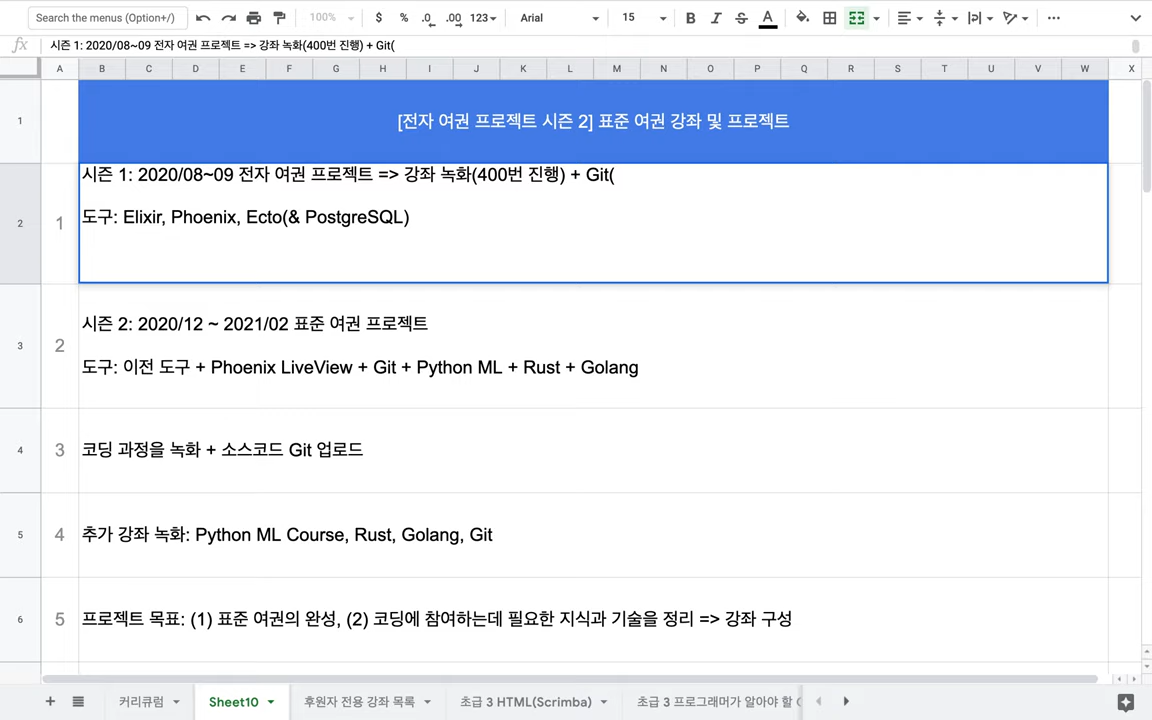 Search the menus (Option+/) 100% $ % .0 .00 123 Arial 15 B I S A
fx 시즌 1: 2020/08~09 전자 여권 프로젝트 => 강좌 녹화(400번 진행) + Git(
A B C D E F G H I J K L M N O P Q R S T U V W X
1 [전자 여권 프로젝트 시즌 2] 표준 여권 강좌 및 프로젝트
시즌 1: 2020/08~09 전자 여권 프로젝트 => 강좌 녹화(400번 진행) + Git(
2 1 도구: Elixir, Phoenix, Ecto(& PostgreSQL)
시즌 2: 2020/12 ~ 2021/02 표준 여권 프로젝트
3 2
도구: 이전 도구 + Phoenix LiveView + Git + Python ML + Rust + Golang
4 3 코딩 과정을 녹화 + 소스코드 Git 업로드
5 4 추가 강좌 녹화: Python ML Course, Rust, Golang, Git
6 5 프로젝트 목표: (1) 표준 여권의 완성, (2) 코딩에 참여하는데 필요한 지식과 기술을 정리 => 강좌 구성
커리큘럼 Sheet10 후원자 전용 강좌 목록 초급 3 HTML(Scrimba) 초급 3 프로그래머가 알아야 할